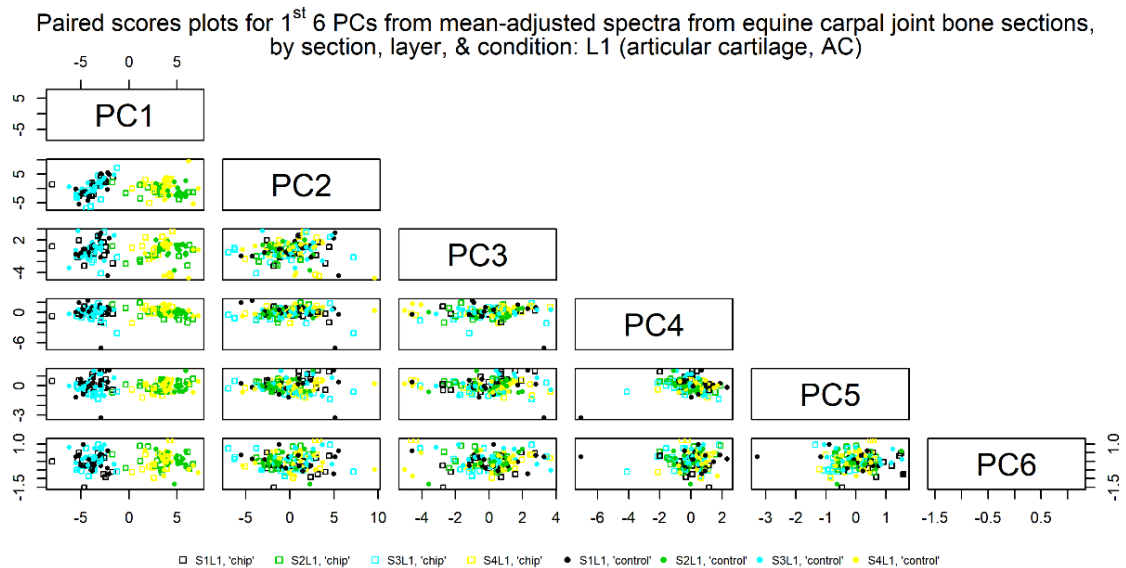 Paired scores plots for 1st 6 PCs from mean-adjusted spectra from equine carpal joint bone sections,
by section, layer, & condition: L1 (articular cartilage, AC)
-5 0 5
-5 5
PC1
-5 5
PC2
-4 2
PC3
-6 0
PC4
-3 0
PC5
-1.5 1.0
PC6
-1.5 1.0
-5 0 5
-5 0 5 10
-4 -2 0 2 4
-6 -4 -2 0 2
-3 -2 -1 0 1
-1.5 -0.5 0.5
S1L1, 'chip' S2L1, 'chip' S3L1, 'chip' S4L1, 'chip' S1L1, 'control' S2L1, 'control' S3L1, 'control' S4L1, 'control'